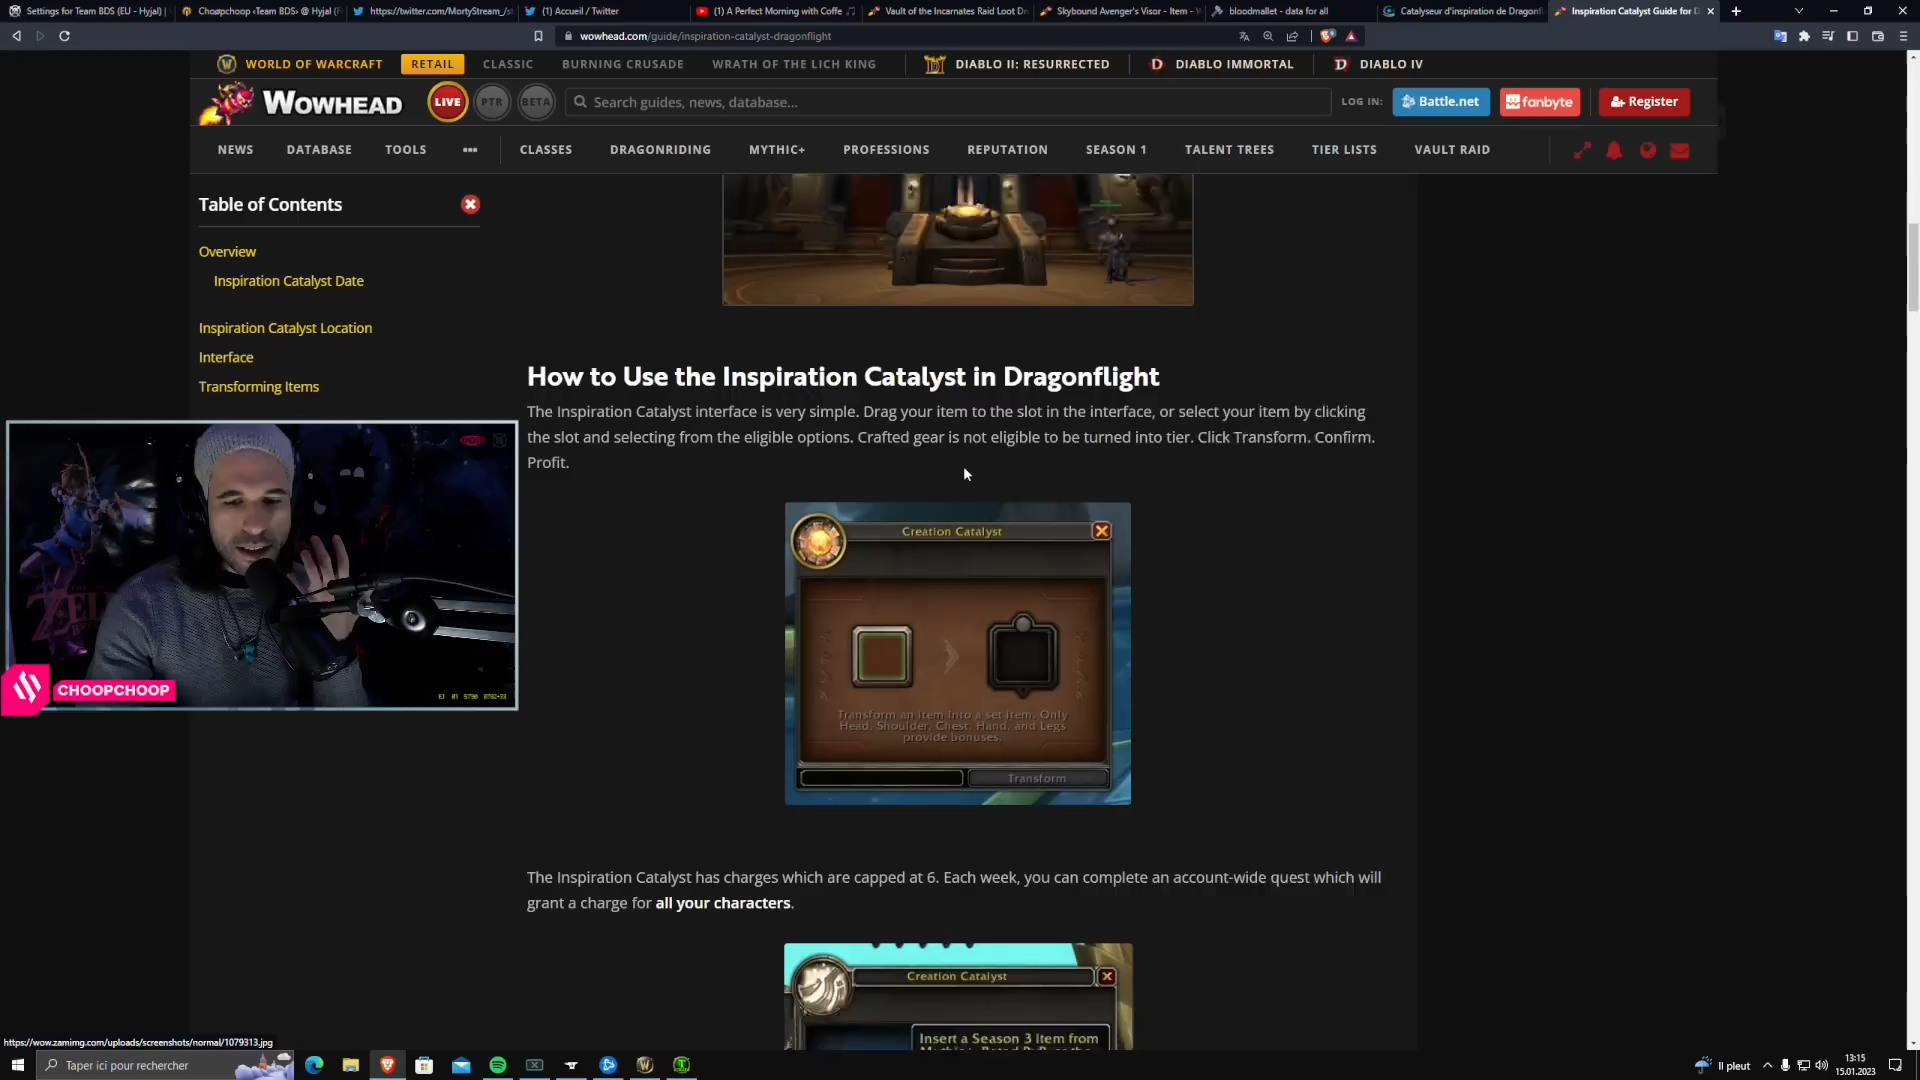 Settings for Team BDS (EU - Hyjal) |
Choøpchoop ‹Team BDS› @ Hyjal (F
https://twitter.com/MortyStream_/s
(1) Accueil / Twitter
(1) A Perfect Morning with Coffe
Vault of the Incarnates Raid Loot Dr
Skybound Avenger's Visor - Item -
bloodmallet - data for all
Catalyseur d'inspiration de Dragonf
Inspiration Catalyst Guide for D
wowhead.com/guide/inspiration-catalyst-dragonflight
WORLD OF WARCRAFT RETAIL CLASSIC BURNING CRUSADE WRATH OF THE LICH KING DIABLO II: RESURRECTED DIABLO IMMORTAL DIABLO IV
WOWHEAD LIVE PTR BETA Search guides, news, database... LOG IN: Battle.net fanbyte Register
NEWS DATABASE TOOLS ••• CLASSES DRAGONRIDING MYTHIC+ PROFESSIONS REPUTATION SEASON 1 TALENT TREES TIER LISTS VAULT RAID
Table of Contents
Overview
Inspiration Catalyst Date
Inspiration Catalyst Location
Interface
Transforming Items
How to Use the Inspiration Catalyst in Dragonflight
The Inspiration Catalyst interface is very simple. Drag your item to the slot in the interface, or select your item by clicking
the slot and selecting from the eligible options. Crafted gear is not eligible to be turned into tier. Click Transform. Confirm.
Profit.
Creation Catalyst
Transform an item into a set item. Only
Head, Shoulder, Chest, Hand, and Legs
provide bonuses.
Transform
ZELDA
CHOOPCHOOP
The Inspiration Catalyst has charges which are capped at 6. Each week, you can complete an account-wide quest which will
grant a charge for all your characters.
Creation Catalyst
Insert a Season 3 item from
https://wow.zamimg.com/uploads/screenshots/normal/1079313.jpg
Taper ici pour rechercher
Il pleut
13:15
15.01.2023